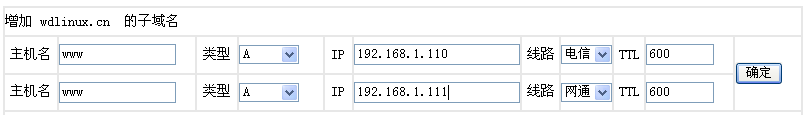 增加 wdlinux.cn 的子域名
主机名 www 类型 A IP 192.168.1.110 线路 电信 TTL 600
主机名 www 类型 A IP 192.168.1.111 线路 网通 TTL 600
确定